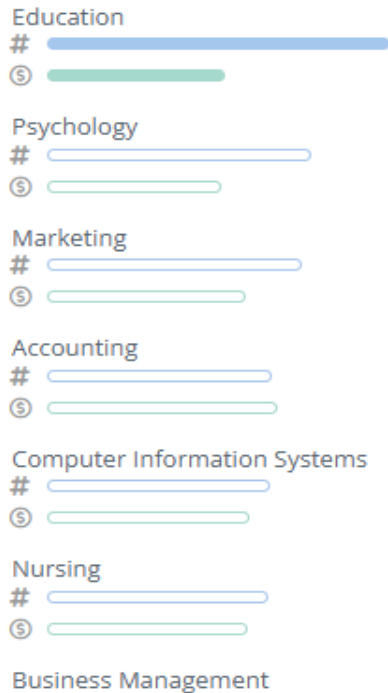 Education
#
$
Psychology
#
$
Marketing
#
$
Accounting
#
$
Computer Information Systems
#
$
Nursing
#
$
Business Management